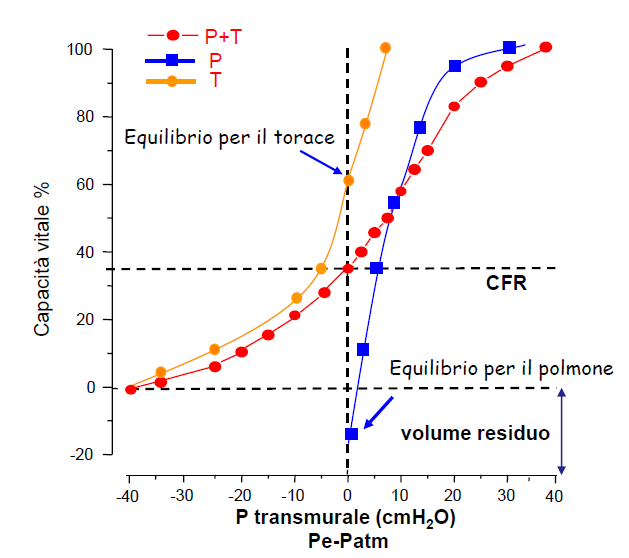 P+T
P
T
Equilibrio per il torace
Capacità vitale %
100
80
60
40
20
0
-20
CFR
Equilibrio per il polmone
volume residuo
-40 -30 -20 -10 0 10 20 30 40
P transmurale (cmH₂O)
Pe-Patm